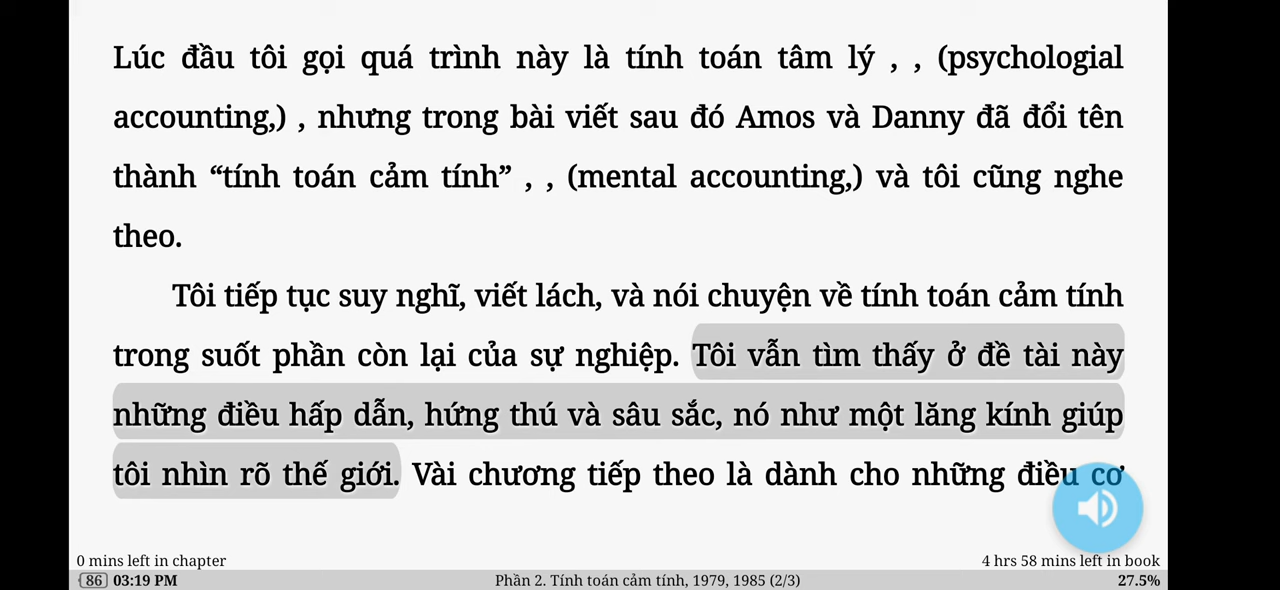 Lúc đầu tôi gọi quá trình này là tính toán tâm lý , , (psychologial
accounting,) , nhưng trong bài viết sau đó Amos và Danny đã đổi tên
thành “tính toán cảm tính” , , (mental accounting,) và tôi cũng nghe
theo.
Tôi tiếp tục suy nghĩ, viết lách, và nói chuyện về tính toán cảm tính
trong suốt phần còn lại của sự nghiệp. Tôi vẫn tìm thấy ở đề tài này
những điều hấp dẫn, hứng thú và sâu sắc, nó như một lăng kính giúp
tôi nhìn rõ thế giới. Vài chương tiếp theo là dành cho những điều cơ
0 mins left in chapter 4 hrs 58 mins left in book
86 03:19 PM Phần 2. Tính toán cảm tính, 1979, 1985 (2/3) 27.5%